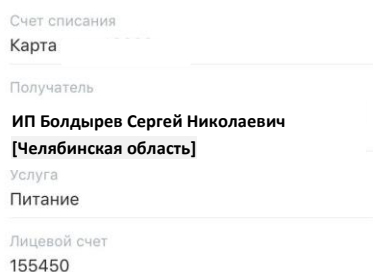 Счет списания
Карта
Получатель
ИП Болдырев Сергей Николаевич
[Челябинская область]
Услуга
Питание
Лицевой счет
155450